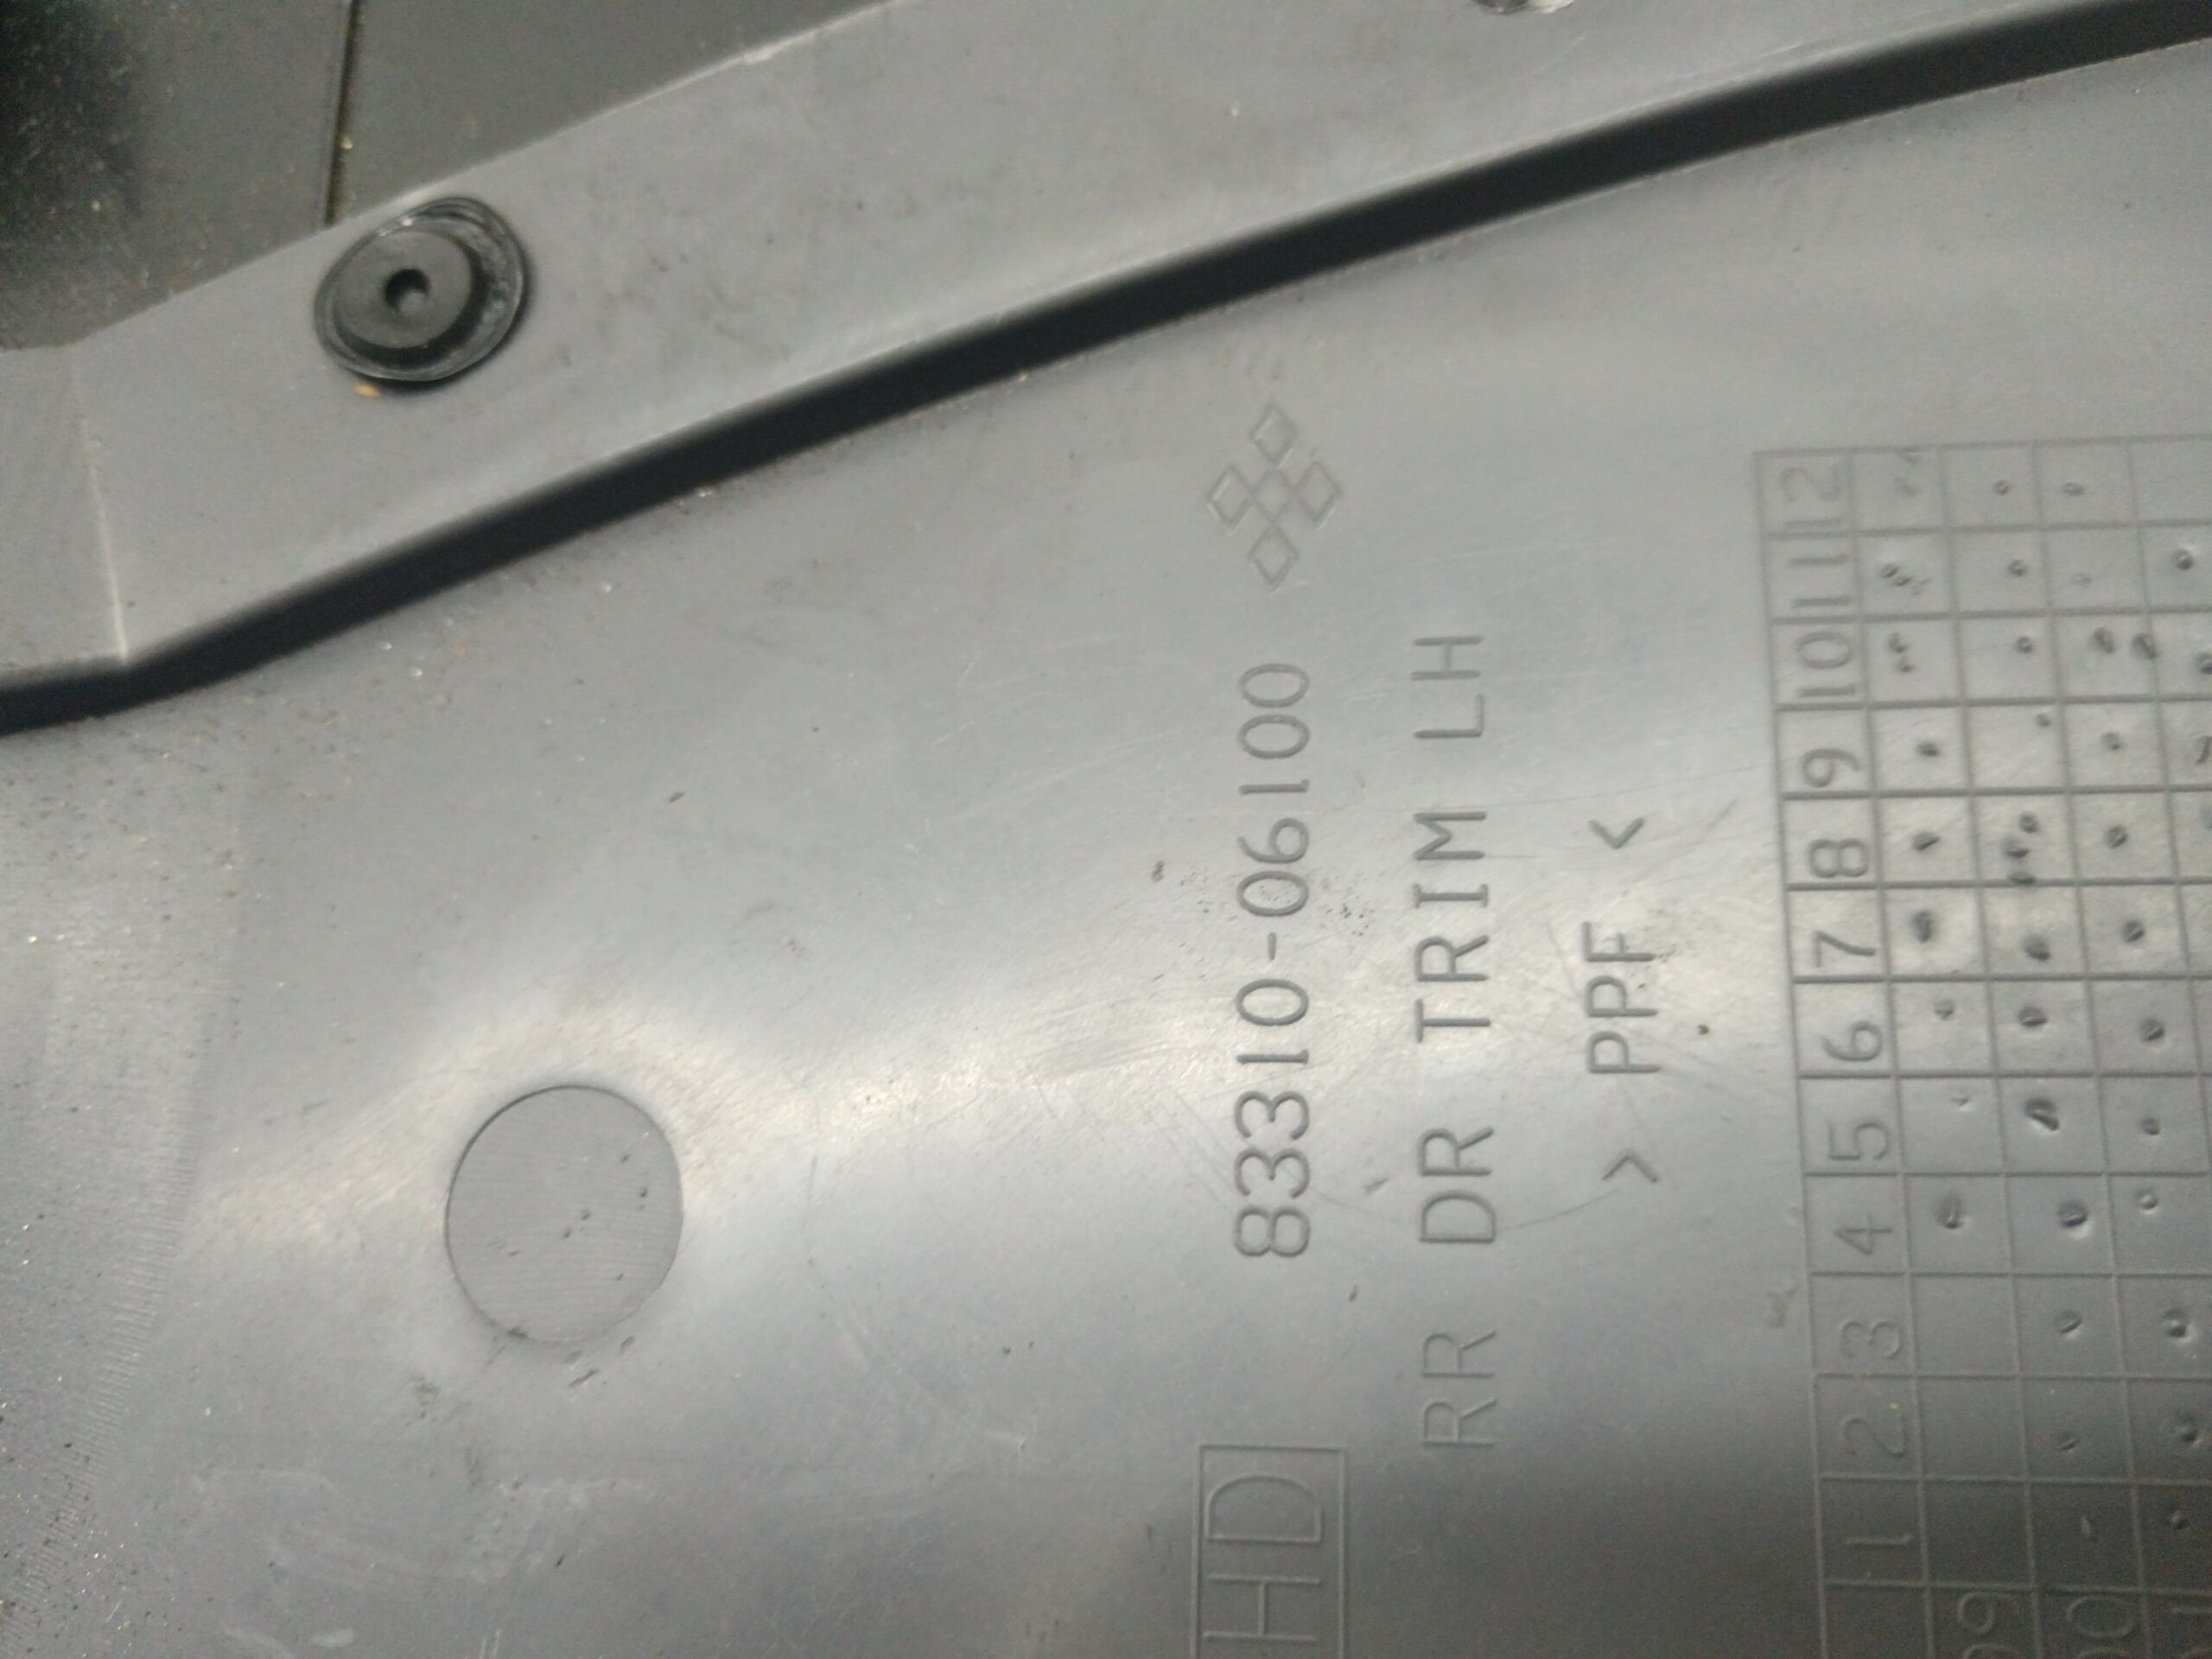 HD 83310-06100
RR DR TRIM LH
> PPF <
1 2 3 4 5 6 7 8 9 10 11 12